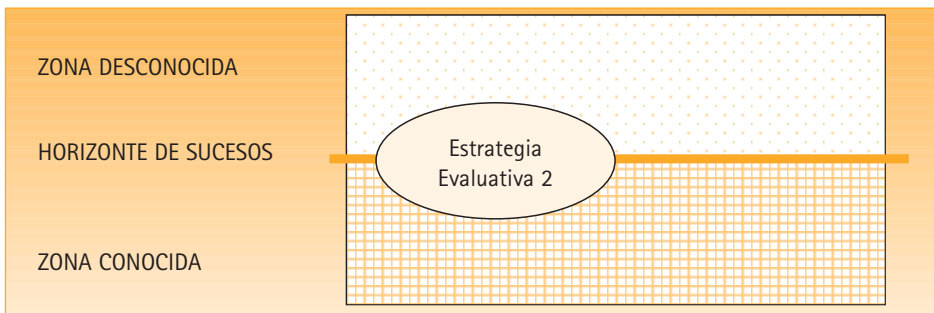 ZONA DESCONOCIDA
HORIZONTE DE SUCESOS
Estrategia
Evaluativa 2
ZONA CONOCIDA